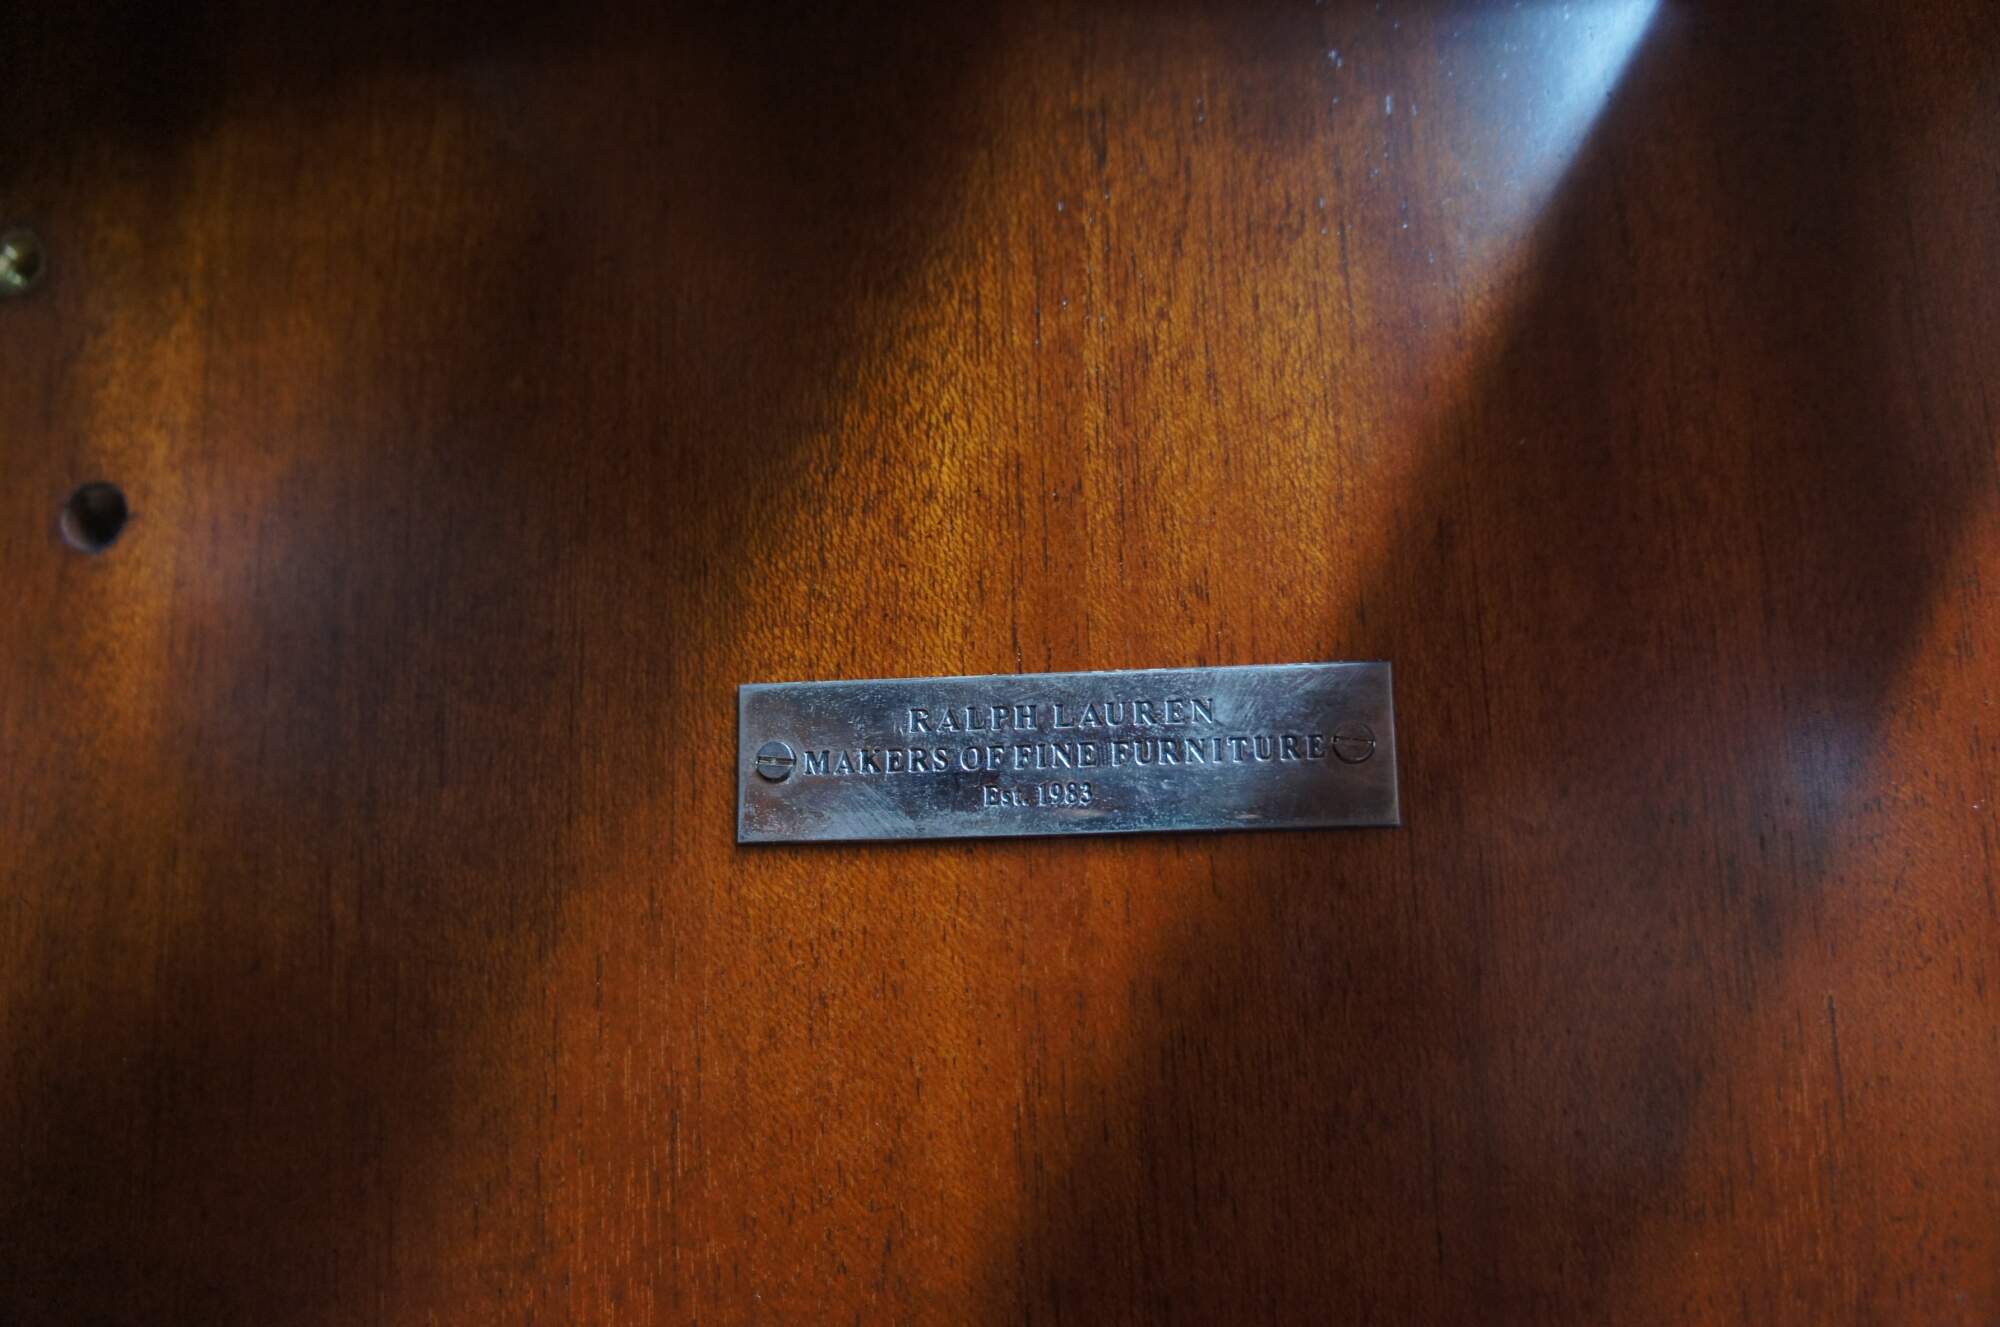 RALPH LAUREN
MAKERS OF FINE FURNITURE
Est. 1983